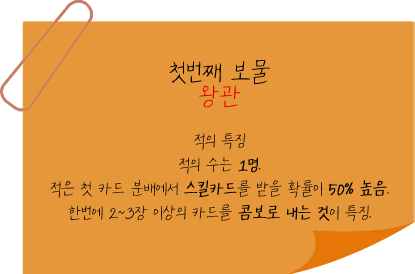 첫번째 보물
왕관
적의 특징
적의 수는 1명.
적은 첫 카드 분배에서 스킬카드를 받을 확률이 50% 높음.
한번에 2~3장 이상의 카드를 콤보로 내는 것이 특징.